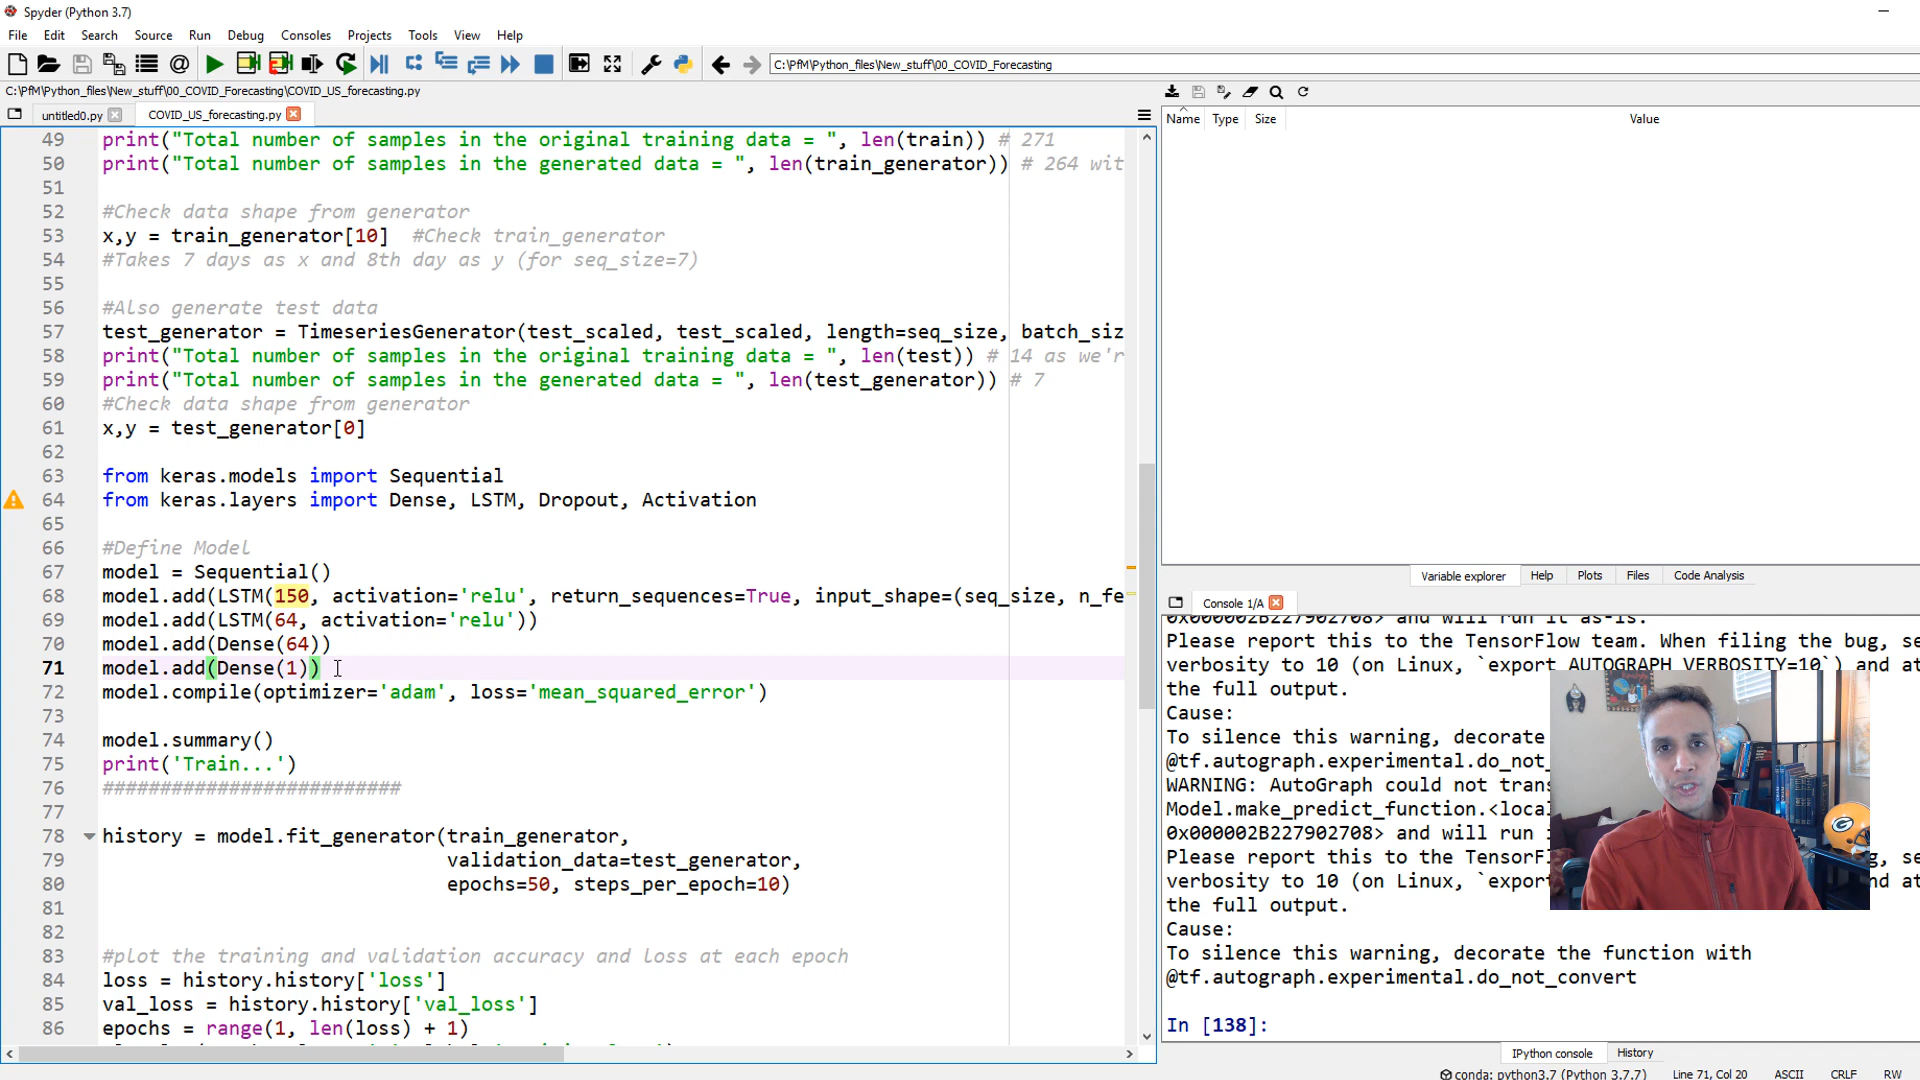 Spyder (Python 3.7)
File Edit Search Source Run Debug Consoles Projects Tools View Help
C:\PfM\Python_files\New_stuff\00_COVID_Forecasting
C:\PfM\Python_files\New_stuff\00_COVID_Forecasting\COVID_US_forecasting.py
untitled0.py COVID_US_forecasting.py
49 print("Total number of samples in the original training data = ", len(train)) # 271
50 print("Total number of samples in the generated data = ", len(train_generator)) # 264 wit
51
52 #Check data shape from generator
53 x,y = train_generator[10]  #Check train_generator
54 #Takes 7 days as x and 8th day as y (for seq_size=7)
55
56 #Also generate test data
57 test_generator = TimeseriesGenerator(test_scaled, test_scaled, length=seq_size, batch_siz
58 print("Total number of samples in the original training data = ", len(test)) # 14 as we'r
59 print("Total number of samples in the generated data = ", len(test_generator)) # 7
60 #Check data shape from generator
61 x,y = test_generator[0]
62
63 from keras.models import Sequential
64 from keras.layers import Dense, LSTM, Dropout, Activation
65
66 #Define Model
67 model = Sequential()
68 model.add(LSTM(150, activation='relu', return_sequences=True, input_shape=(seq_size, n_fe
69 model.add(LSTM(64, activation='relu'))
70 model.add(Dense(64))
71 model.add(Dense(1))
72 model.compile(optimizer='adam', loss='mean_squared_error')
73
74 model.summary()
75 print('Train...')
76 ##########################
77
78 history = model.fit_generator(train_generator,
79 validation_data=test_generator,
80 epochs=50, steps_per_epoch=10)
81
82
83 #plot the training and validation accuracy and loss at each epoch
84 loss = history.history['loss']
85 val_loss = history.history['val_loss']
86 epochs = range(1, len(loss) + 1)
Name Type Size Value
Variable explorer Help Plots Files Code Analysis
Console 1/A
0x000002B227902708> and will run it as-is.
Please report this to the TensorFlow team. When filing the bug, se
verbosity to 10 (on Linux, `export AUTOGRAPH_VERBOSITY=10`) and at
the full output.
Cause:
To silence this warning, decorate
@tf.autograph.experimental.do_not_
WARNING: AutoGraph could not trans
Model.make_predict_function.<local
0x000002B227902708> and will run i
Please report this to the TensorFl g, se
verbosity to 10 (on Linux, `export d at
the full output.
Cause:
To silence this warning, decorate the function with
@tf.autograph.experimental.do_not_convert
In [138]:
IPython console History
conda: python3.7 (Python 3.7.7) Line 71, Col 20 ASCII CRLF RW